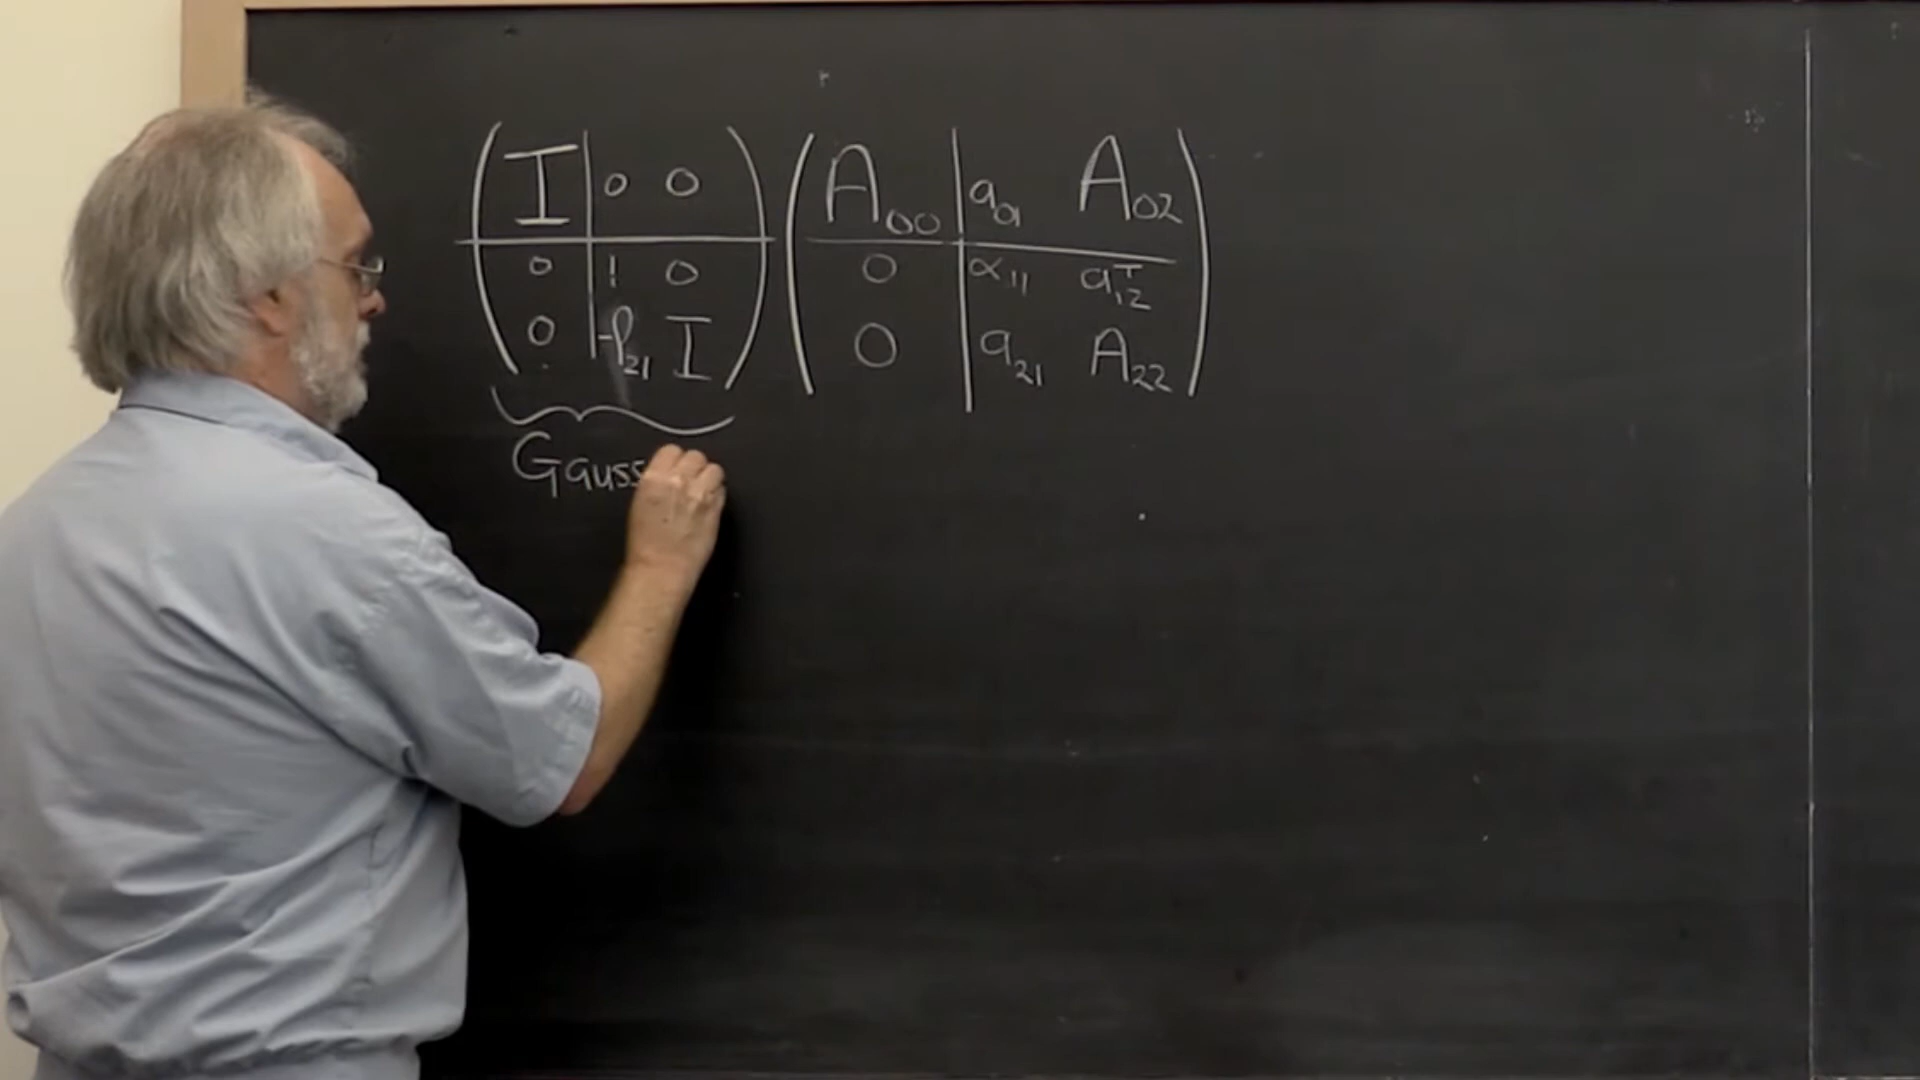 ( I | 0 0 ) ( A₀₀ | a₀₁ A₀₂ )
( 0 | 1 0 ) ( 0 | α₁₁ a₁₂ᵀ )
( 0 | -l₂₁ I ) ( 0 | a₂₁ A₂₂ )
Gauss